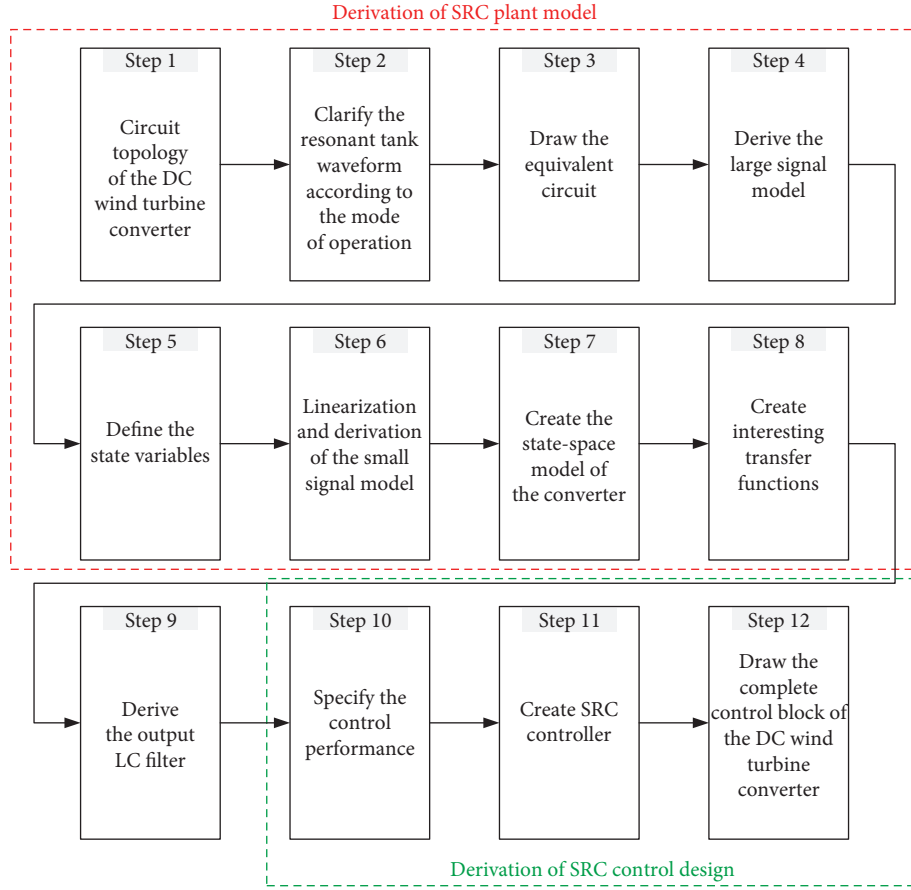 Derivation of SRC plant model
Step 1
Circuit
topology
of the DC
wind turbine
converter
Step 2
Clarify the
resonant tank
waveform
according to
the mode
of operation
Step 3
Draw the
equivalent
circuit
Step 4
Derive the
large signal
model
Step 5
Define the
state variables
Step 6
Linearization
and derivation
of the small
signal model
Step 7
Create the
state-space
model of
the converter
Step 8
Create
interesting
transfer
functions
Step 9
Derive
the output
LC filter
Step 10
Specify the
control
performance
Step 11
Create SRC
controller
Step 12
Draw the
complete
control block of
the DC wind
turbine
converter
Derivation of SRC control design